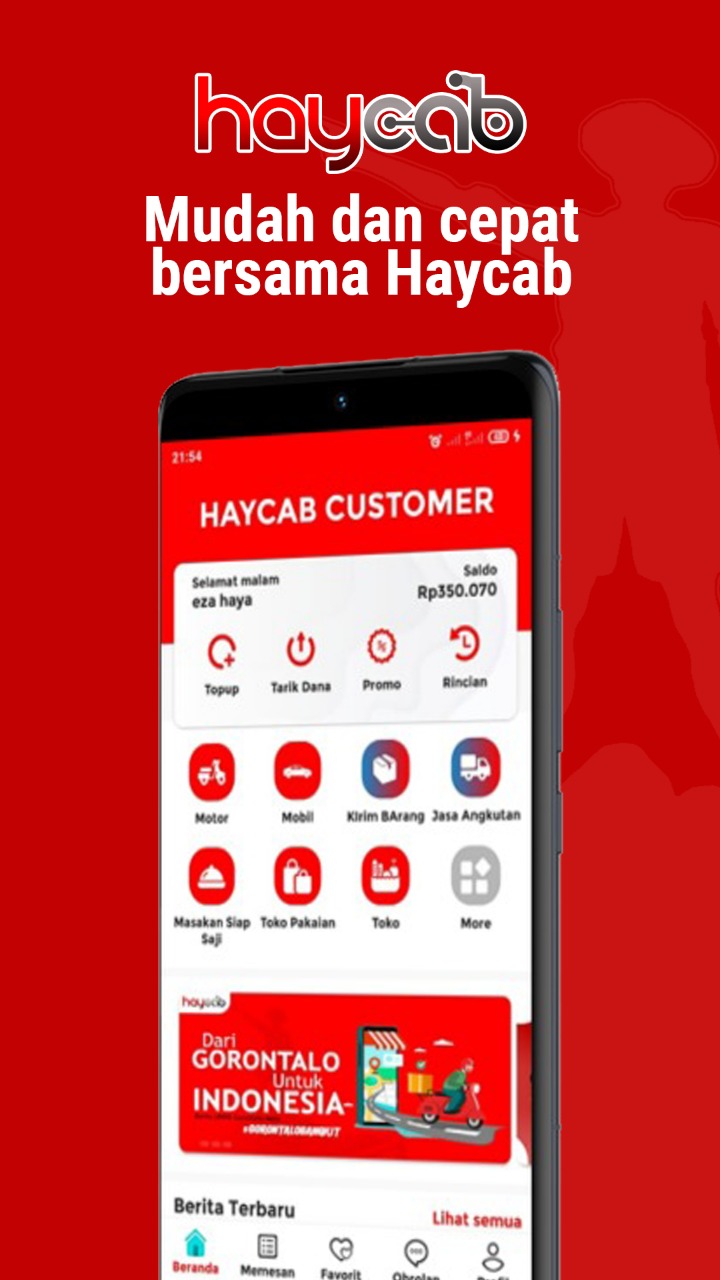 haycab
Mudah dan cepat
bersama Haycab
21:54
HAYCAB CUSTOMER
Selamat malam
Saldo
eza haya
Rp350.070
Topup
Tarik Dana
Promo
Rincian
Motor
Mobil
KIrim BArang
Jasa Angkutan
Masakan Siap
Saji
Toko Pakaian
Toko
More
haycab
Dari
GORONTALO
Untuk
INDONESIA-
#GORONTALOBANGKIT
Berita Terbaru
Lihat semua
Beranda
Memesan
Favorit
Obrolan